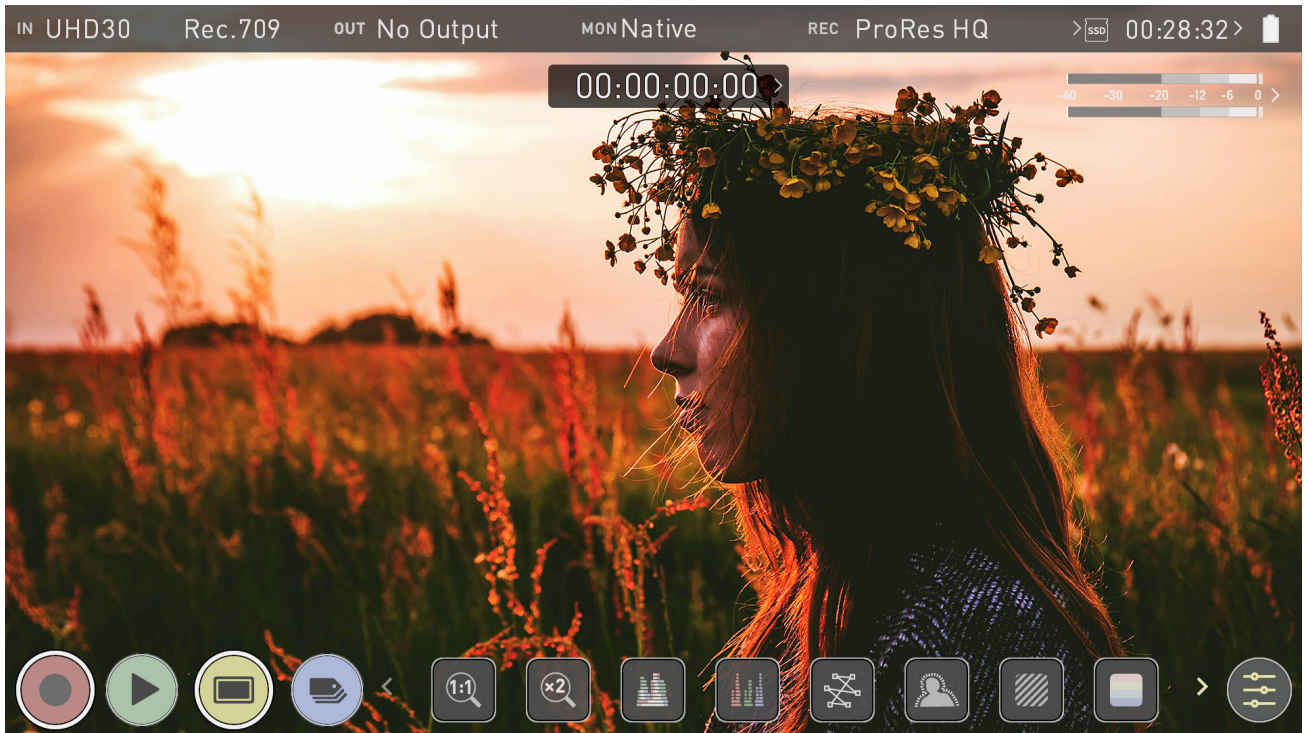 IN UHD30 Rec.709 OUT No Output MON Native REC ProRes HQ SSD 00:28:32
00:00:00:00
-40 -30 -20 -12 -6 0
1:1 x2